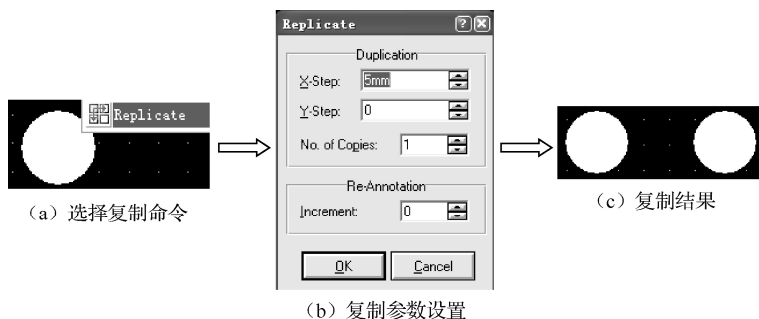 Replicate
（a）选择复制命令
Replicate
Duplication
X-Step: 5mm
Y-Step: 0
No. of Copies: 1
Re-Annotation
Increment: 0
OK Cancel
（b）复制参数设置
（c）复制结果